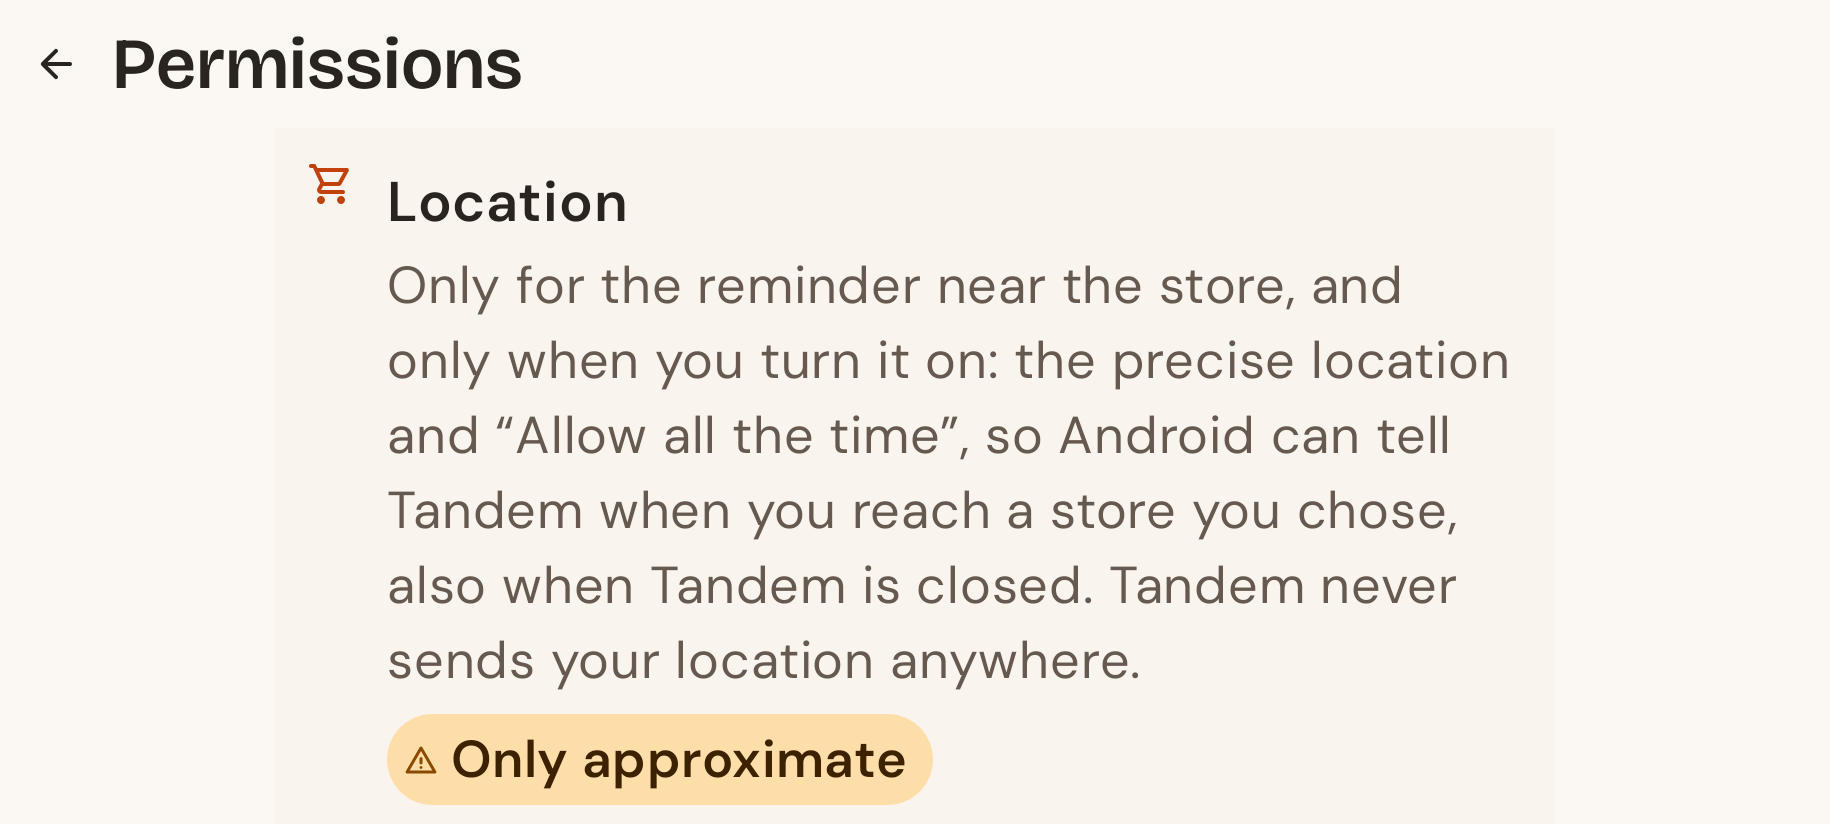 Permissions
Location
Only for the reminder near the store, and
only when you turn it on: the precise location
and “Allow all the time”, so Android can tell
Tandem when you reach a store you chose,
also when Tandem is closed. Tandem never
sends your location anywhere.
Only approximate